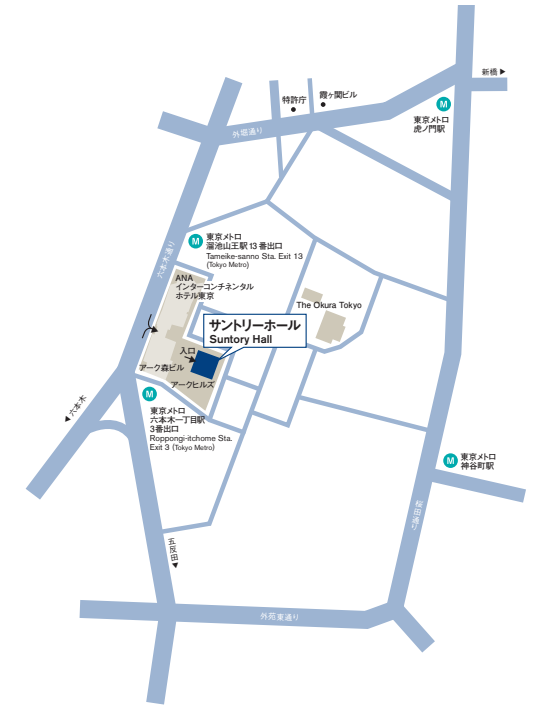 新橋 ▶
特許庁
霞ヶ関ビル
M
東京メトロ
虎ノ門駅
外堀通り
M
東京メトロ
溜池山王駅 13 番出口
Tameike-sanno Sta. Exit 13
(Tokyo Metro)
六本木通り
ANA
インターコンチネンタル
ホテル東京
The Okura Tokyo
サントリーホール
Suntory Hall
入口
アーク森ビル
アークヒルズ
M
東京メトロ
六本木一丁目駅
3番出口
Roppongi-itchome Sta.
Exit 3 (Tokyo Metro)
◀ 六本木
M
東京メトロ
神谷町駅
桜田通り
五反田 ▶
外苑東通り